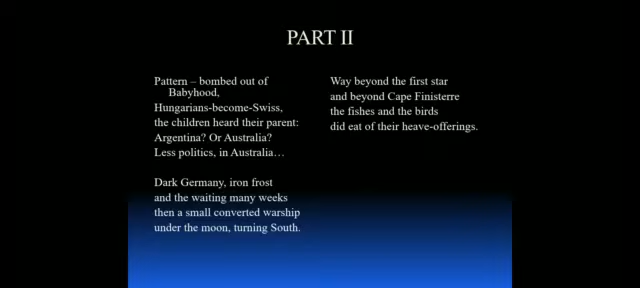 PART II
Pattern – bombed out of
Babyhood,
Hungarians-become-Swiss,
the children heard their parent:
Argentina? Or Australia?
Less politics, in Australia…
Dark Germany, iron frost
and the waiting many weeks
then a small converted warship
under the moon, turning South.
Way beyond the first star
and beyond Cape Finisterre
the fishes and the birds
did eat of their heave-offerings.